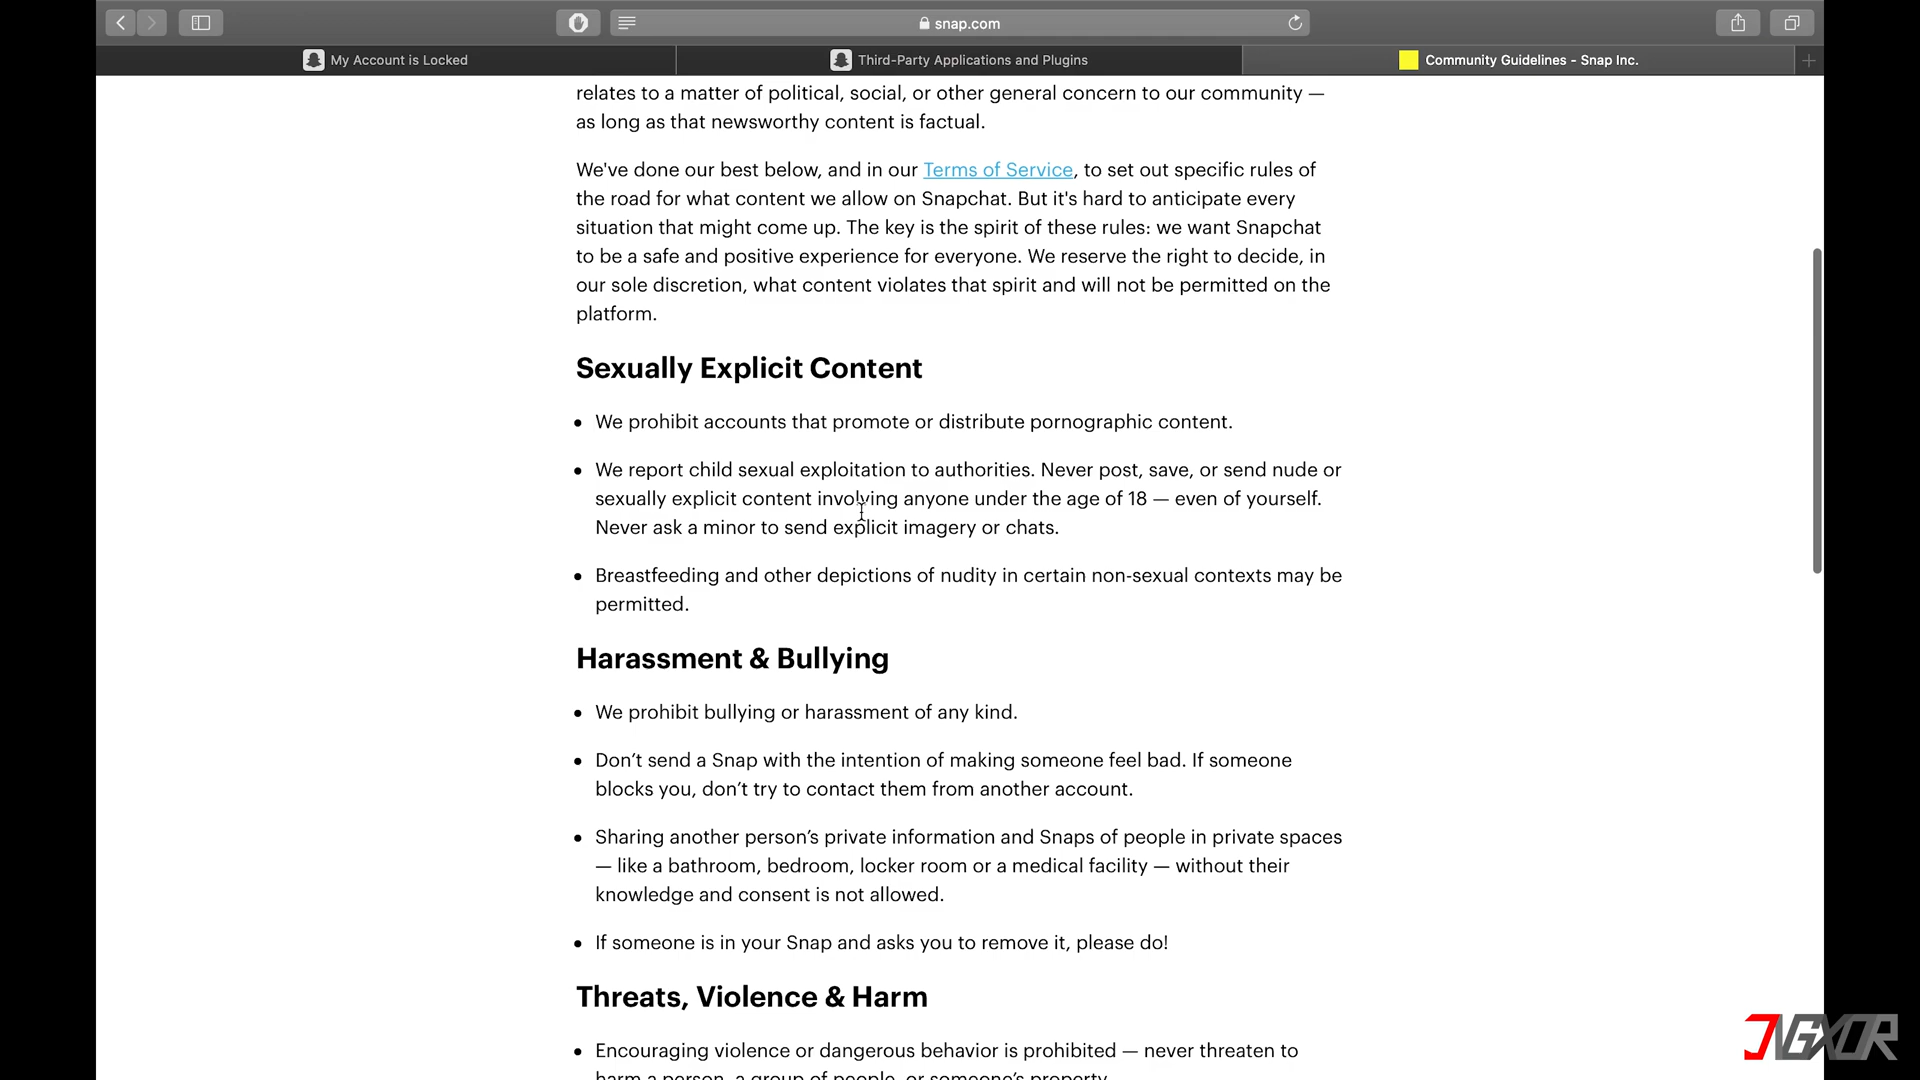 snap.com
My Account is Locked
Third-Party Applications and Plugins
Community Guidelines - Snap Inc.
relates to a matter of political, social, or other general concern to our community —
as long as that newsworthy content is factual.
We've done our best below, and in our Terms of Service, to set out specific rules of
the road for what content we allow on Snapchat. But it's hard to anticipate every
situation that might come up. The key is the spirit of these rules: we want Snapchat
to be a safe and positive experience for everyone. We reserve the right to decide, in
our sole discretion, what content violates that spirit and will not be permitted on the
platform.
Sexually Explicit Content
• We prohibit accounts that promote or distribute pornographic content.
• We report child sexual exploitation to authorities. Never post, save, or send nude or
sexually explicit content involving anyone under the age of 18 — even of yourself.
Never ask a minor to send explicit imagery or chats.
• Breastfeeding and other depictions of nudity in certain non-sexual contexts may be
permitted.
Harassment & Bullying
• We prohibit bullying or harassment of any kind.
• Don’t send a Snap with the intention of making someone feel bad. If someone
blocks you, don’t try to contact them from another account.
• Sharing another person’s private information and Snaps of people in private spaces
— like a bathroom, bedroom, locker room or a medical facility — without their
knowledge and consent is not allowed.
• If someone is in your Snap and asks you to remove it, please do!
Threats, Violence & Harm
• Encouraging violence or dangerous behavior is prohibited — never threaten to
harm a person, a group of people, or someone’s property.
JVGXOR